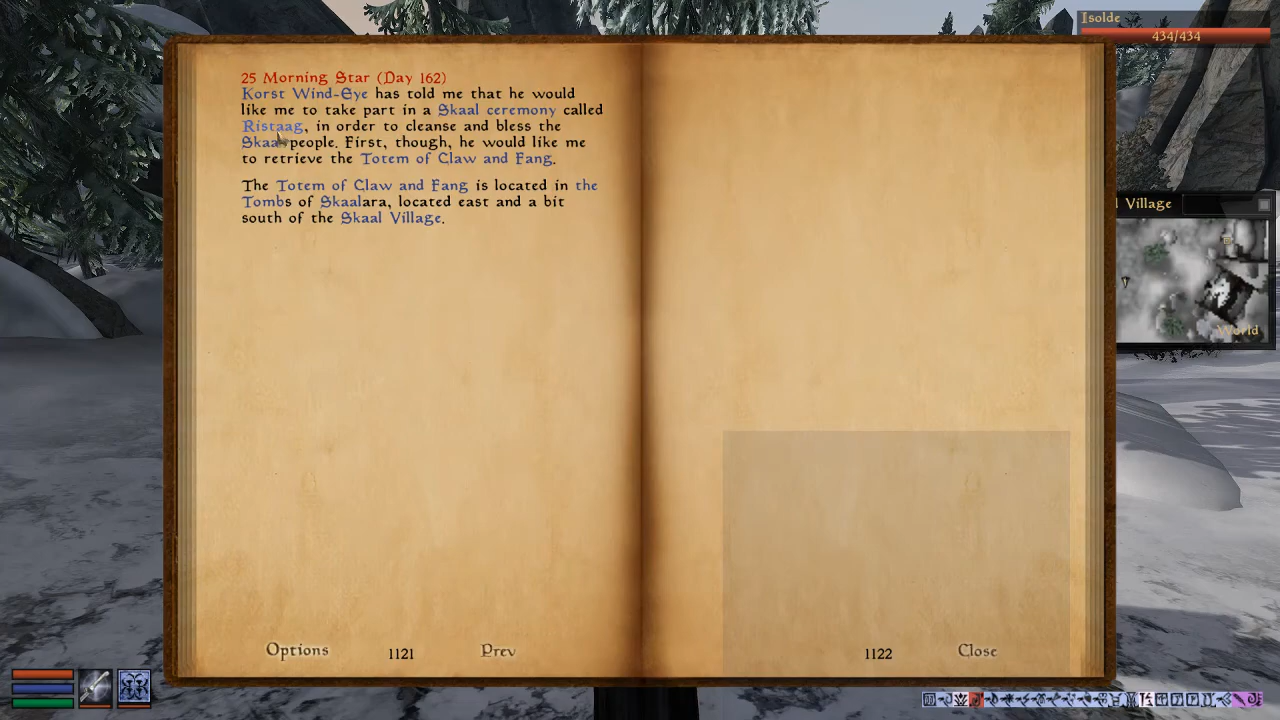 Isolde
434/434
25 Morning Star (Day 162)
Korst Wind-Eye has told me that he would
like me to take part in a Skaal ceremony called
Ristaag, in order to cleanse and bless the
Skaal people. First, though, he would like me
to retrieve the Totem of Claw and Fang.
The Totem of Claw and Fang is located in the
Tombs of Skaalara, located east and a bit
south of the Skaal Village.
l Village
World
Options
1121
Prev
1122
Close